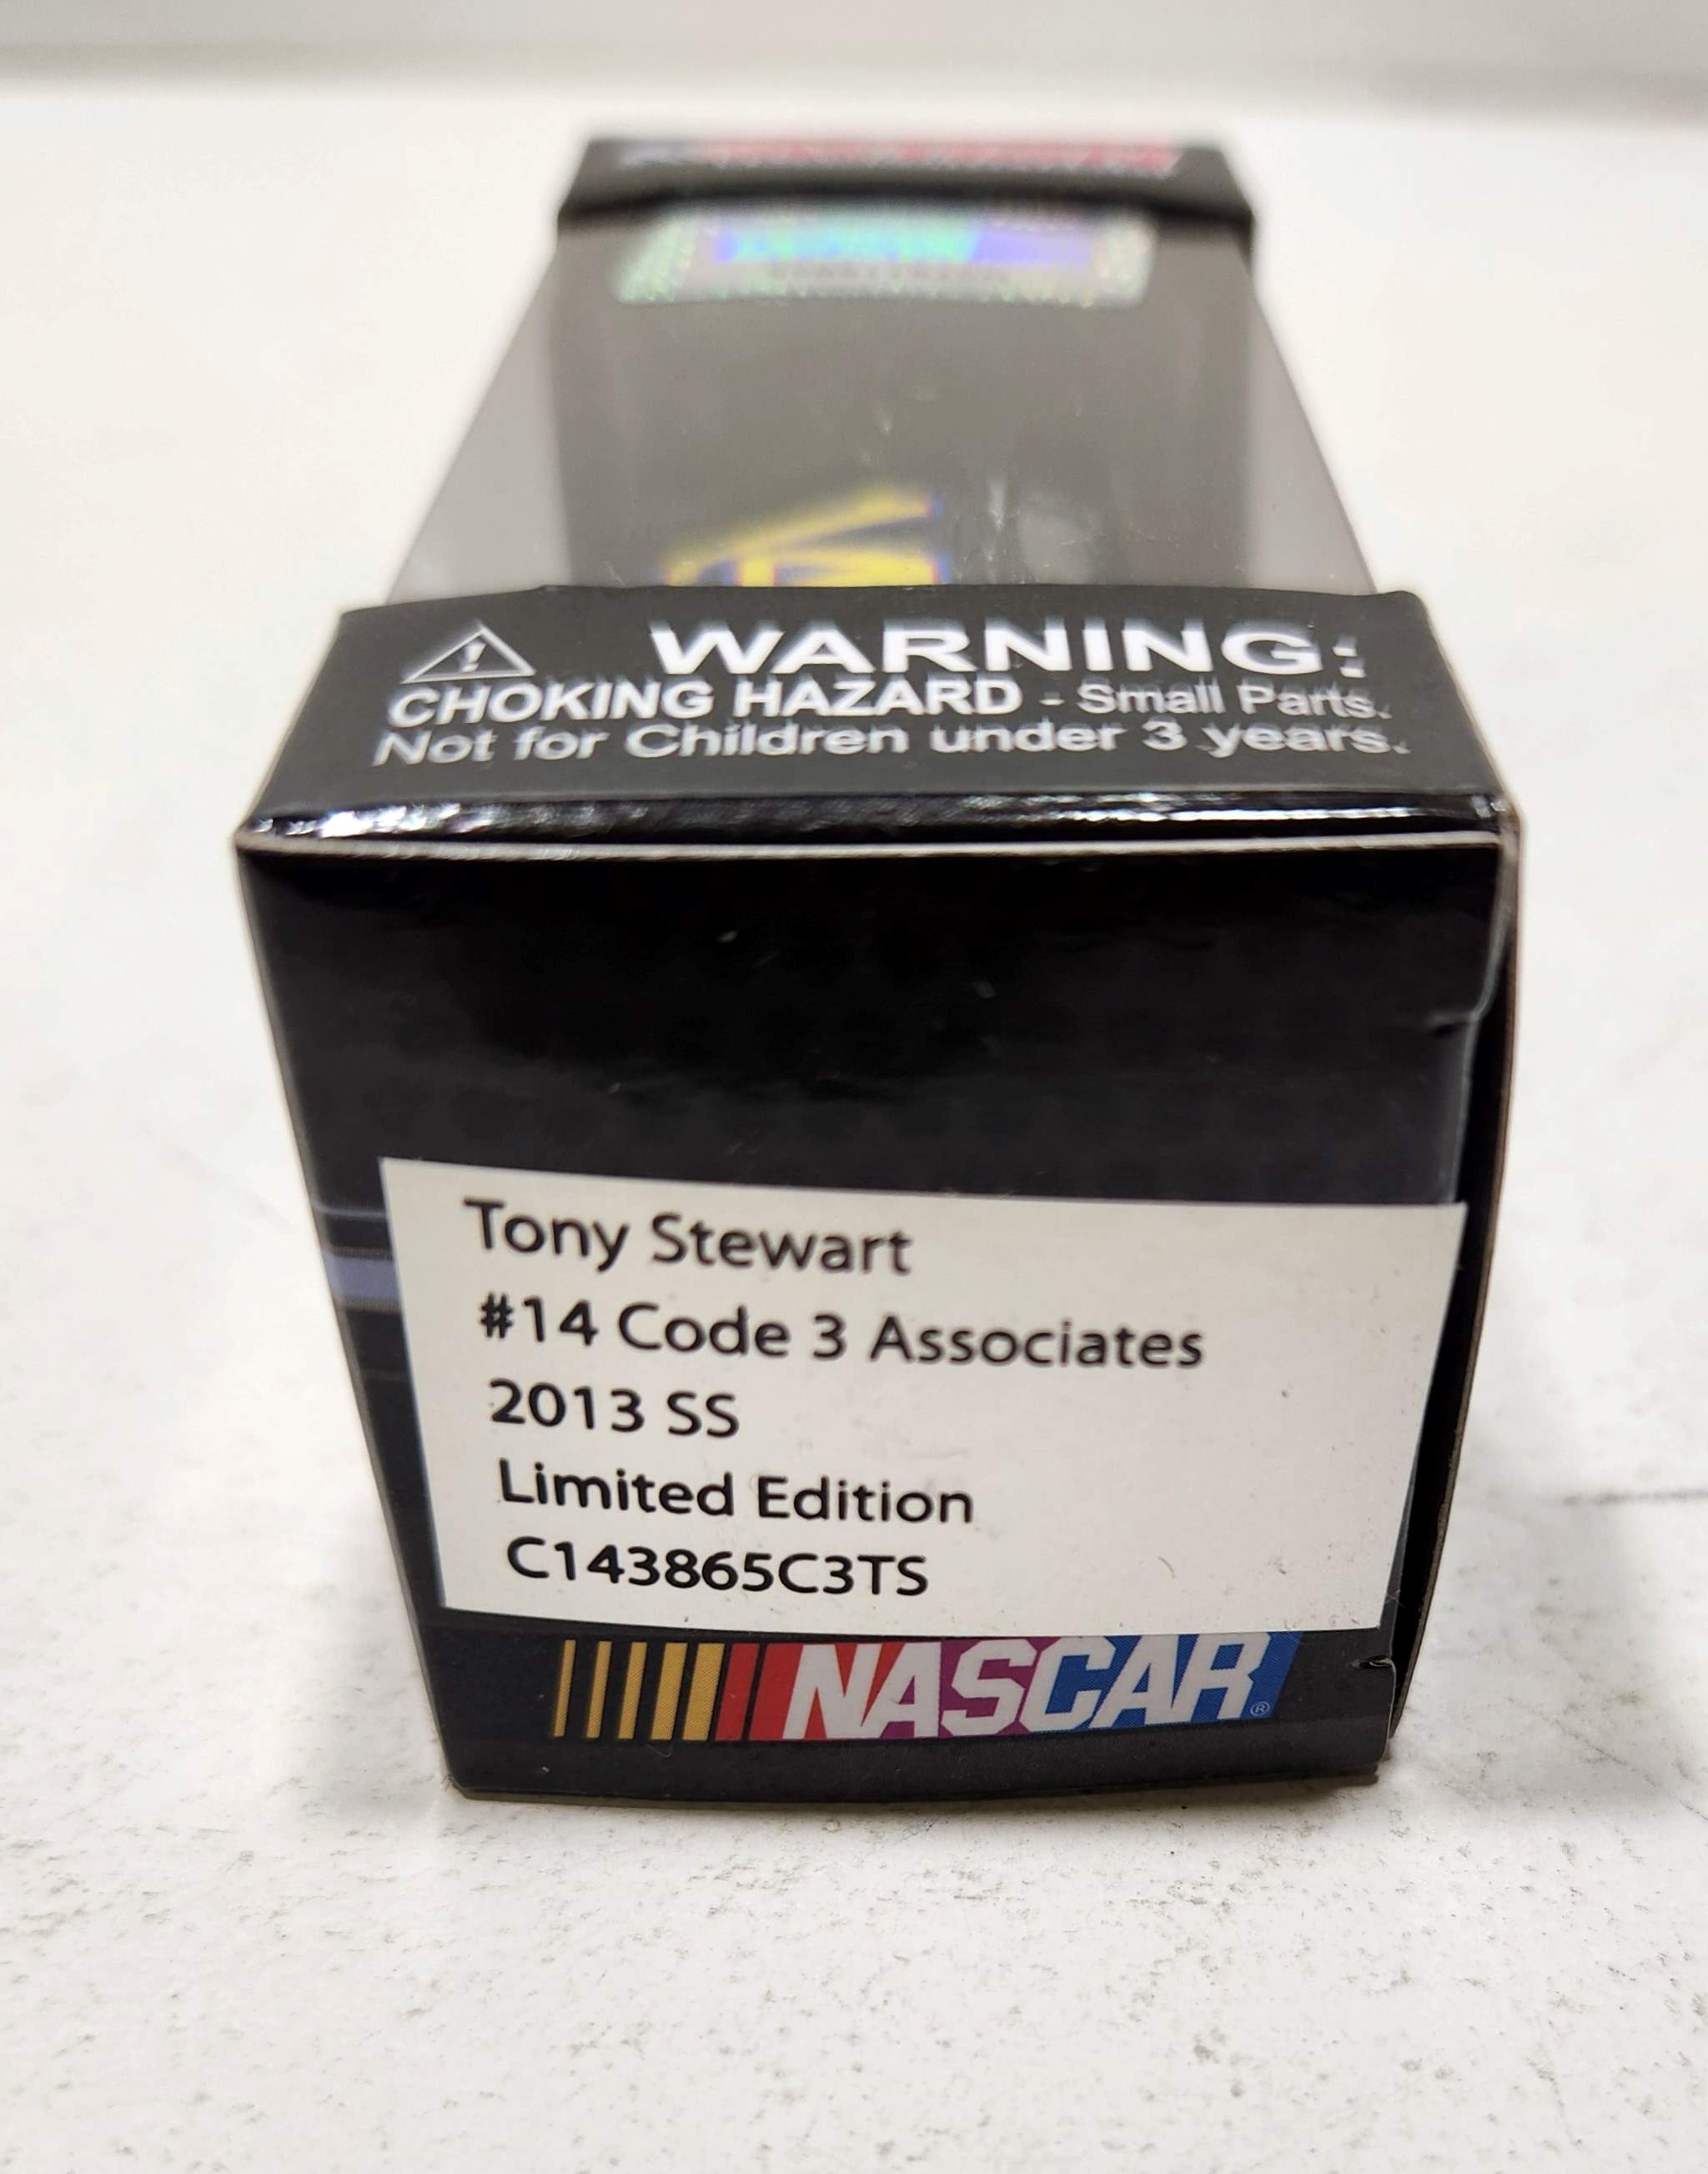 WARNING:
CHOKING HAZARD - Small Parts.
Not for Children under 3 years.
Tony Stewart
#14 Code 3 Associates
2013 SS
Limited Edition
C143865C3TS
NASCAR®